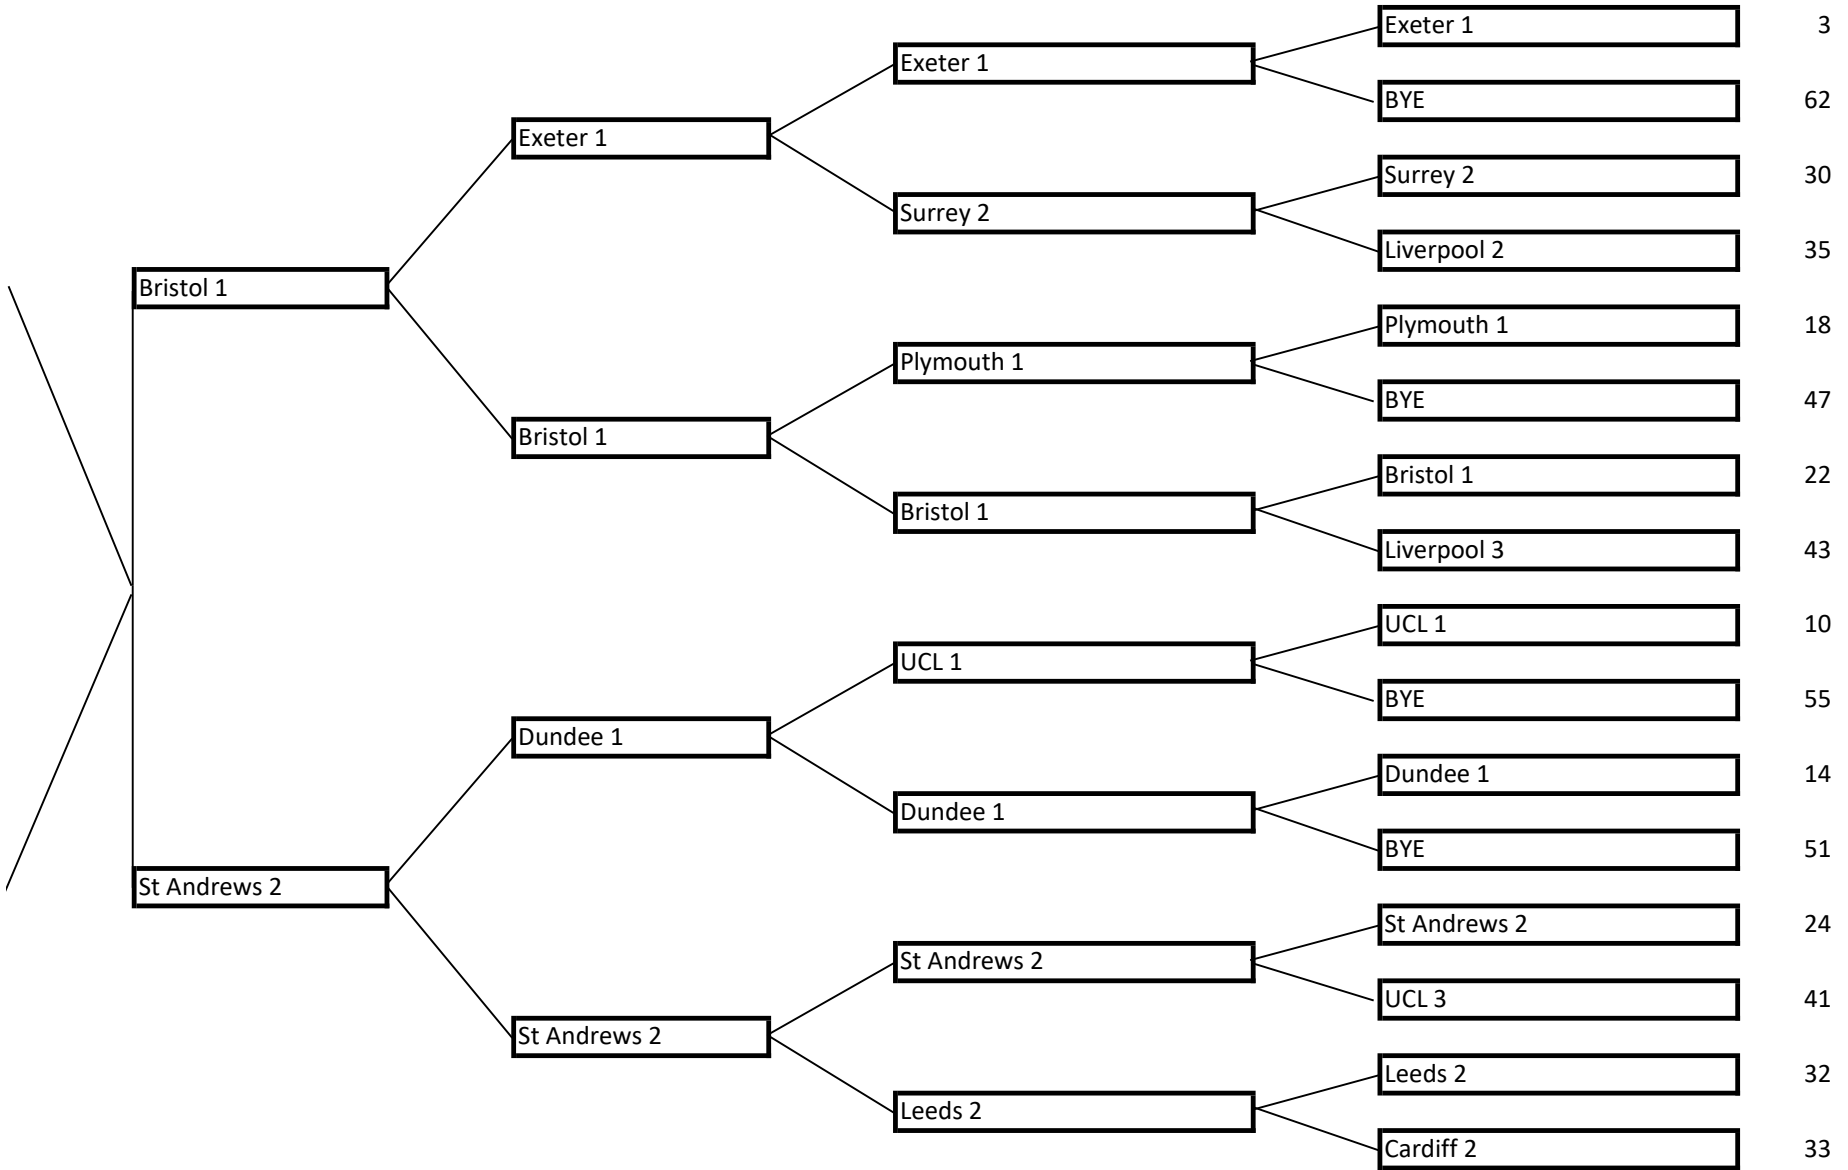 Exeter 1 3
Exeter 1
BYE 62
Exeter 1
Surrey 2 30
Surrey 2
Liverpool 2 35
Bristol 1
Plymouth 1 18
Plymouth 1
BYE 47
Bristol 1
Bristol 1 22
Bristol 1
Liverpool 3 43
UCL 1 10
UCL 1
BYE 55
Dundee 1
Dundee 1 14
Dundee 1
BYE 51
St Andrews 2
St Andrews 2 24
St Andrews 2
UCL 3 41
St Andrews 2
Leeds 2 32
Leeds 2
Cardiff 2 33